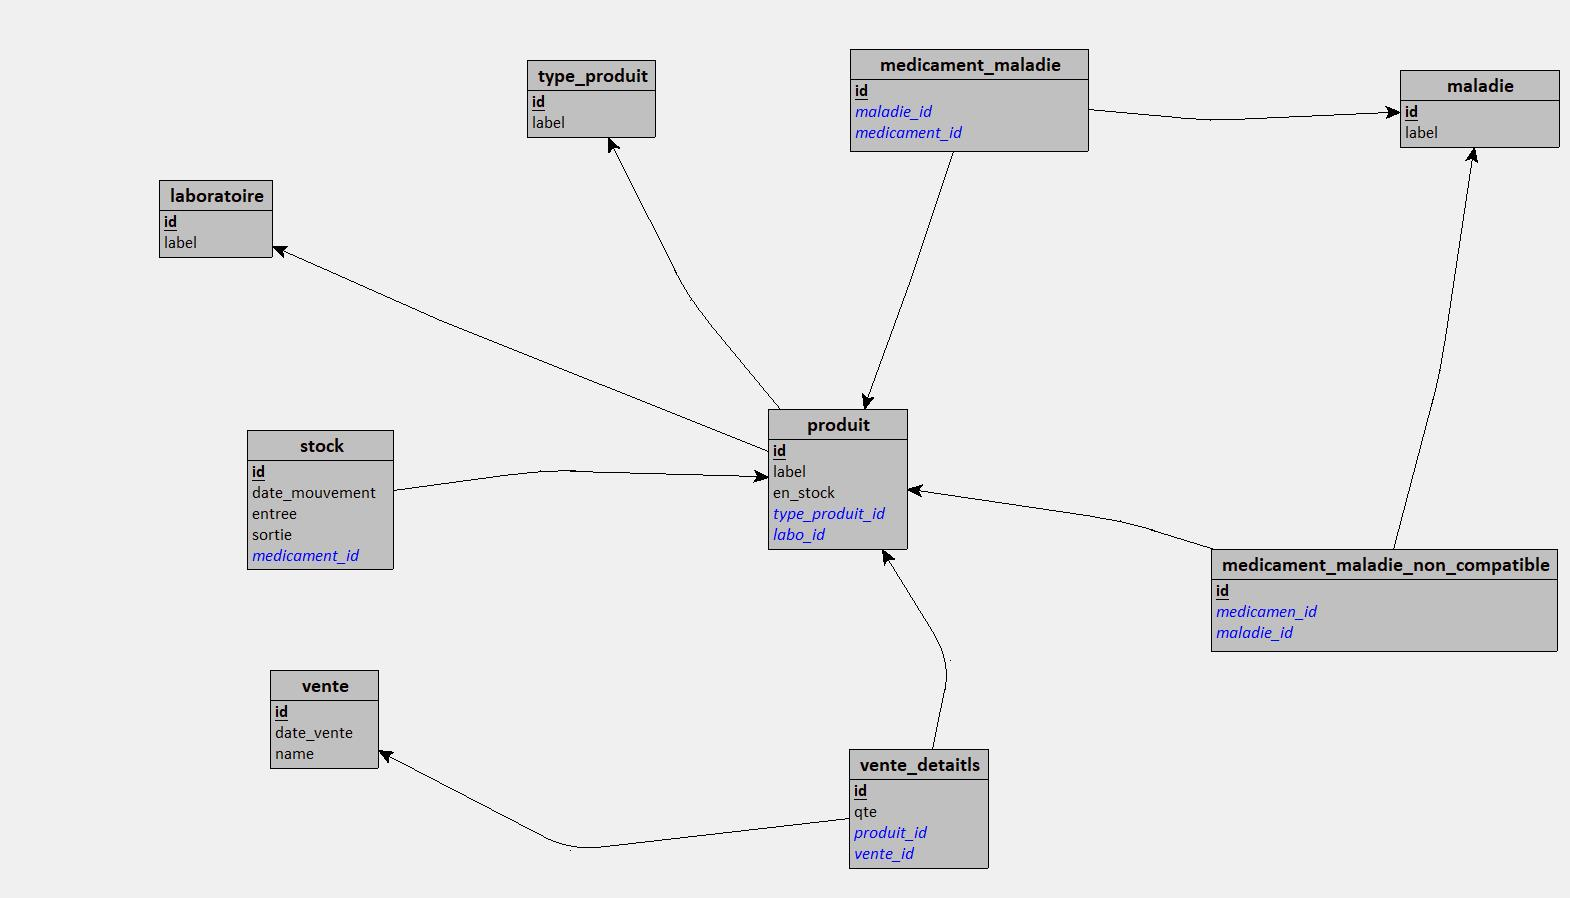 type_produit
id
label
medicament_maladie
id
maladie_id
medicament_id
maladie
id
label
laboratoire
id
label
produit
id
label
en_stock
type_produit_id
labo_id
stock
id
date_mouvement
entree
sortie
medicament_id
medicament_maladie_non_compatible
id
medicamen_id
maladie_id
vente
id
date_vente
name
vente_detaitls
id
qte
produit_id
vente_id